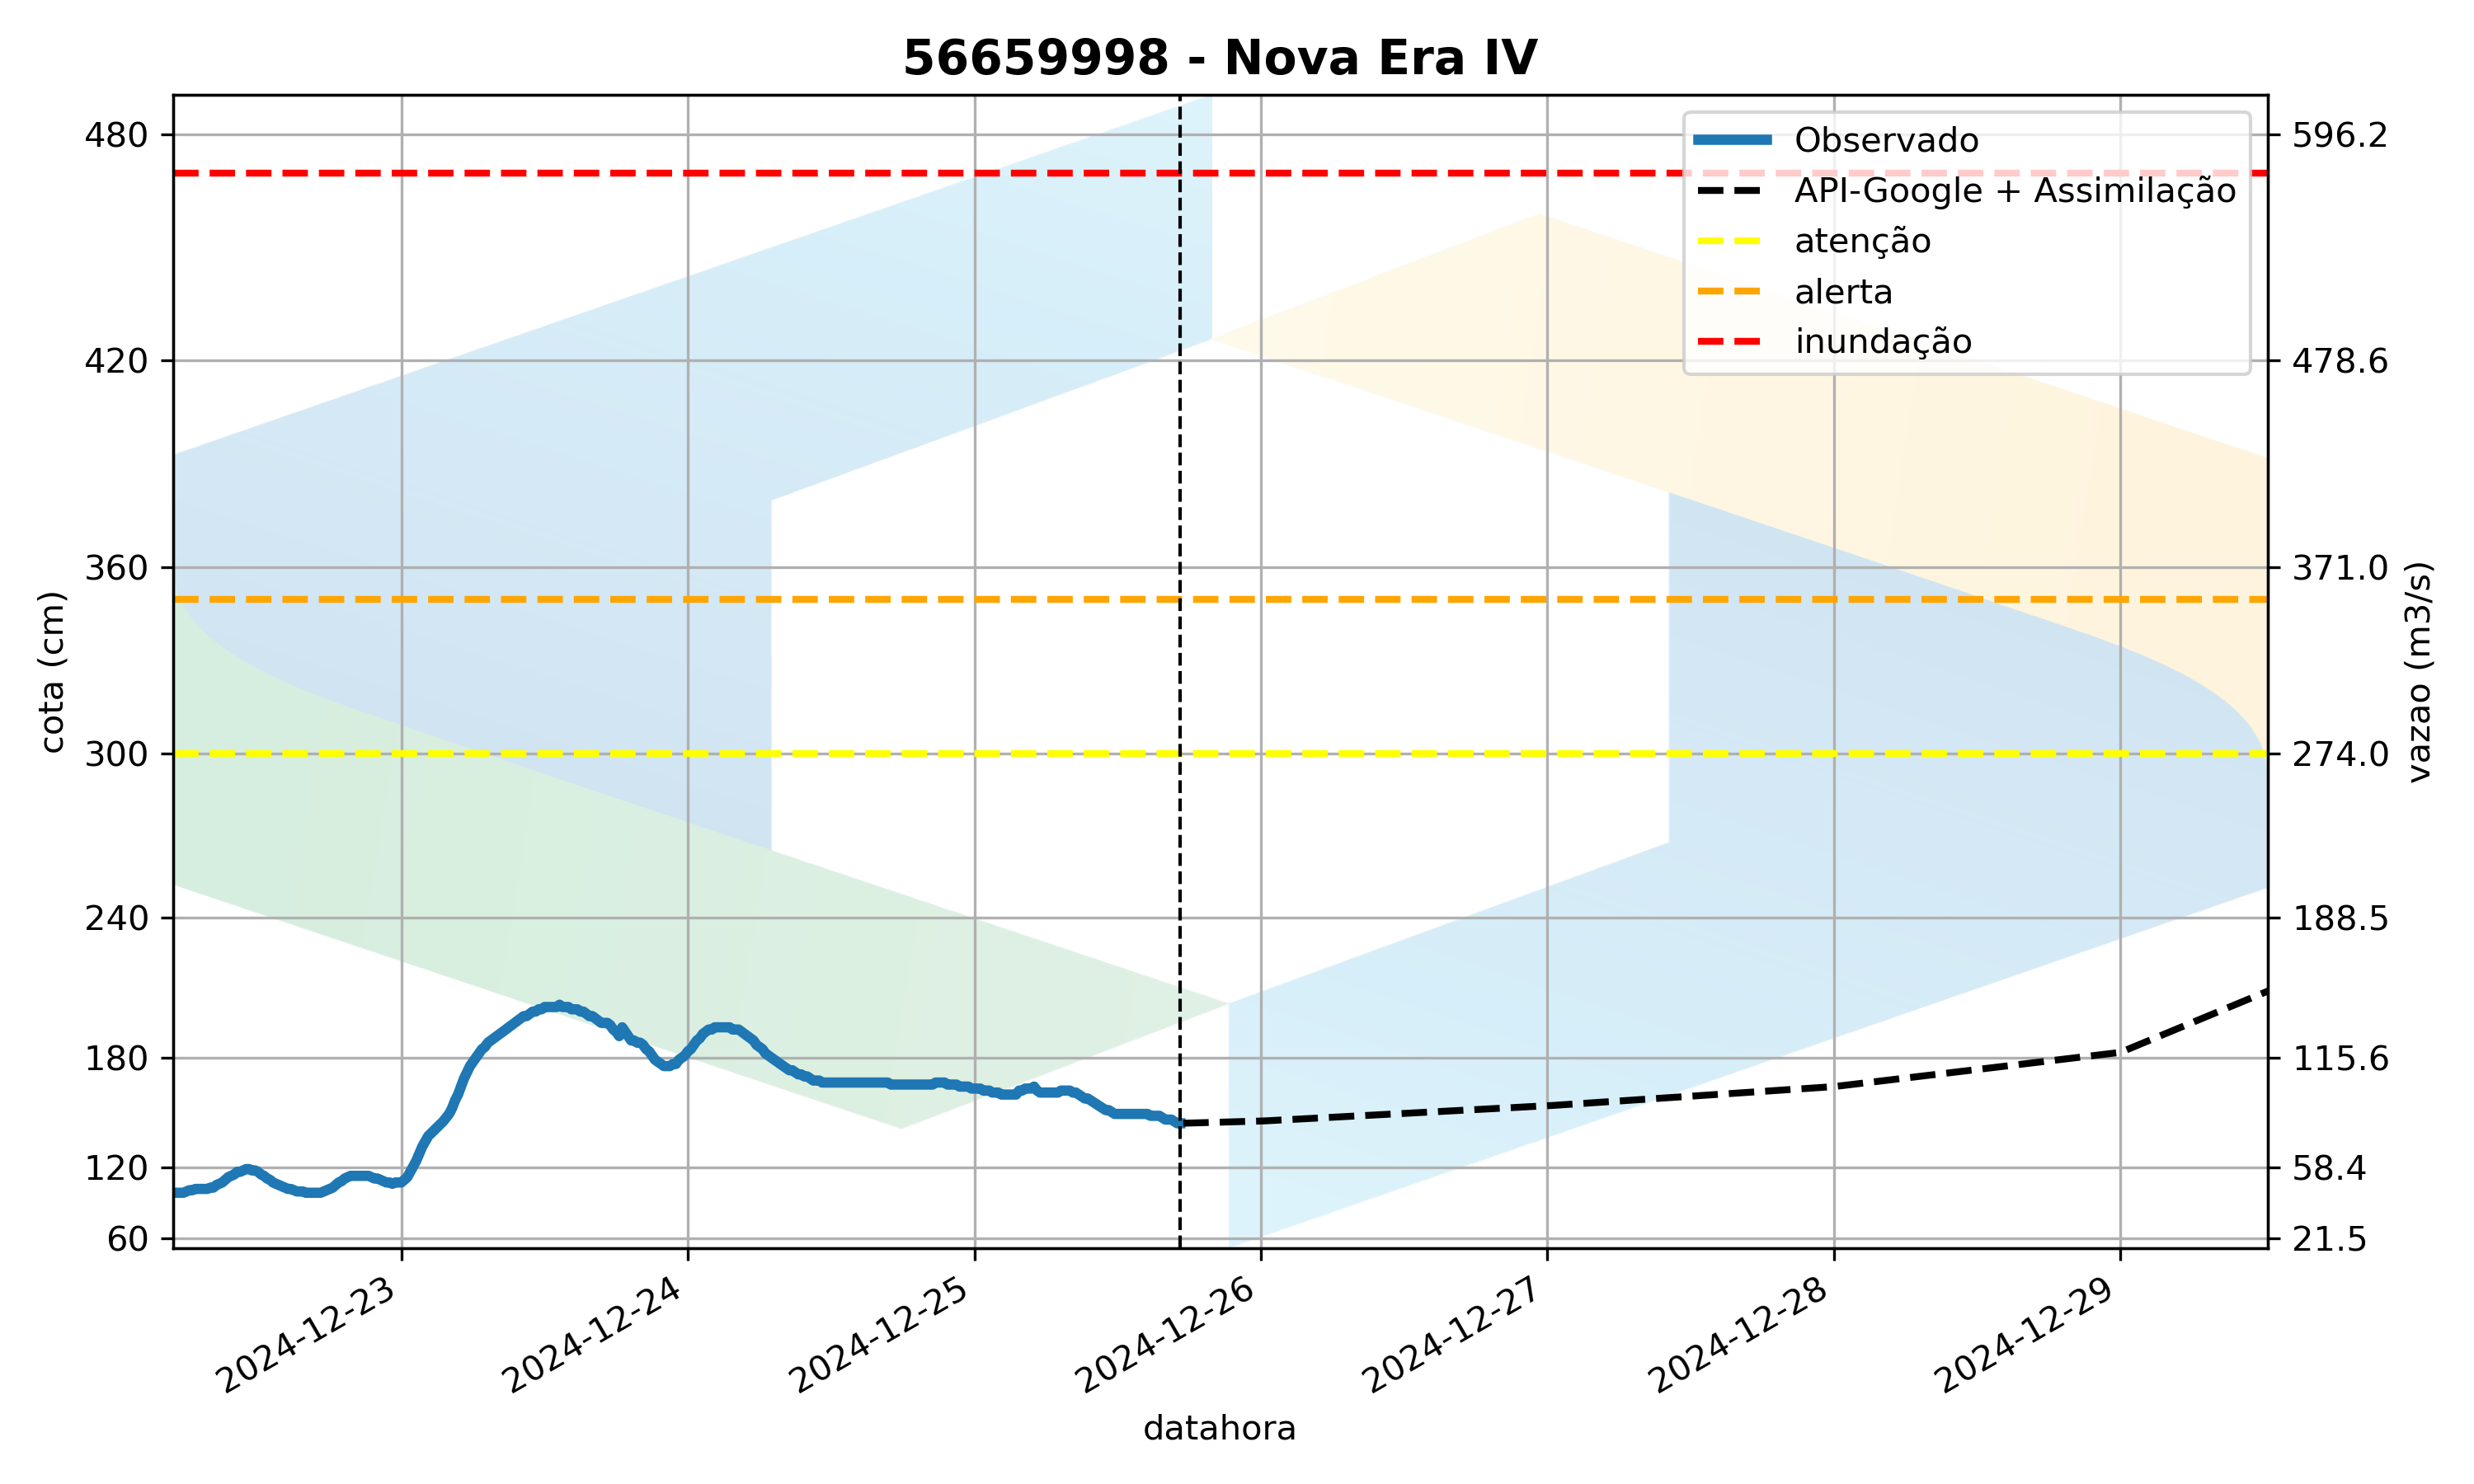 56659998 - Nova Era IV
Observado
API-Google + Assimilação
atenção
alerta
inundação
cota (cm)
480
420
360
300
240
180
120
60
596.2
478.6
371.0
274.0
188.5
115.6
58.4
21.5
vazao (m3/s)
2024-12-23
2024-12-24
2024-12-25
2024-12-26
2024-12-27
2024-12-28
2024-12-29
datahora